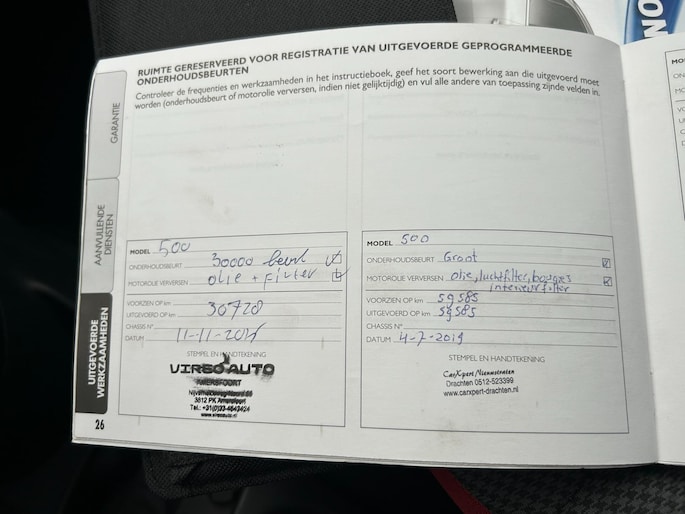 RUIMTE GERESERVEERD VOOR REGISTRATIE VAN UITGEVOERDE GEPROGRAMMEERDE
ONDERHOUDSBEURTEN
Controleer de frequenties en werkzaamheden in het instructieboek, geef het soort bewerking aan die uitgevoerd moet
worden (onderhoudsbeurt of motorolie verversen, indien niet gelijktijdig) en vul alle andere van toepassing zijnde velden in.
GARANTIE
AANVULLENDE
DIENSTEN
UITGEVOERDE
WERKZAAMHEDEN
26
MODEL 500
ONDERHOUDSBEURT 30000 beurt
MOTOROLIE VERVERSEN olie + Filter
VOORZIEN OP km
UITGEVOERD OP km 30728
CHASSIS N°
DATUM 11-11-201
STEMPEL EN HANDTEKENING
VIREO AUTO
AMERSFOORT
3812 PK Amersfoort
MODEL 500
ONDERHOUDSBEURT Groot
MOTOROLIE VERVERSEN olie, luchtfilter, bougies
interieurfilter
VOORZIEN OP km 59585
UITGEVOERD OP km 59585
CHASSIS N°
DATUM 4-7-2019
STEMPEL EN HANDTEKENING
CarXpert/Nieuwstraten
Drachten 0512-523399
www.carxpert-drachten.nl